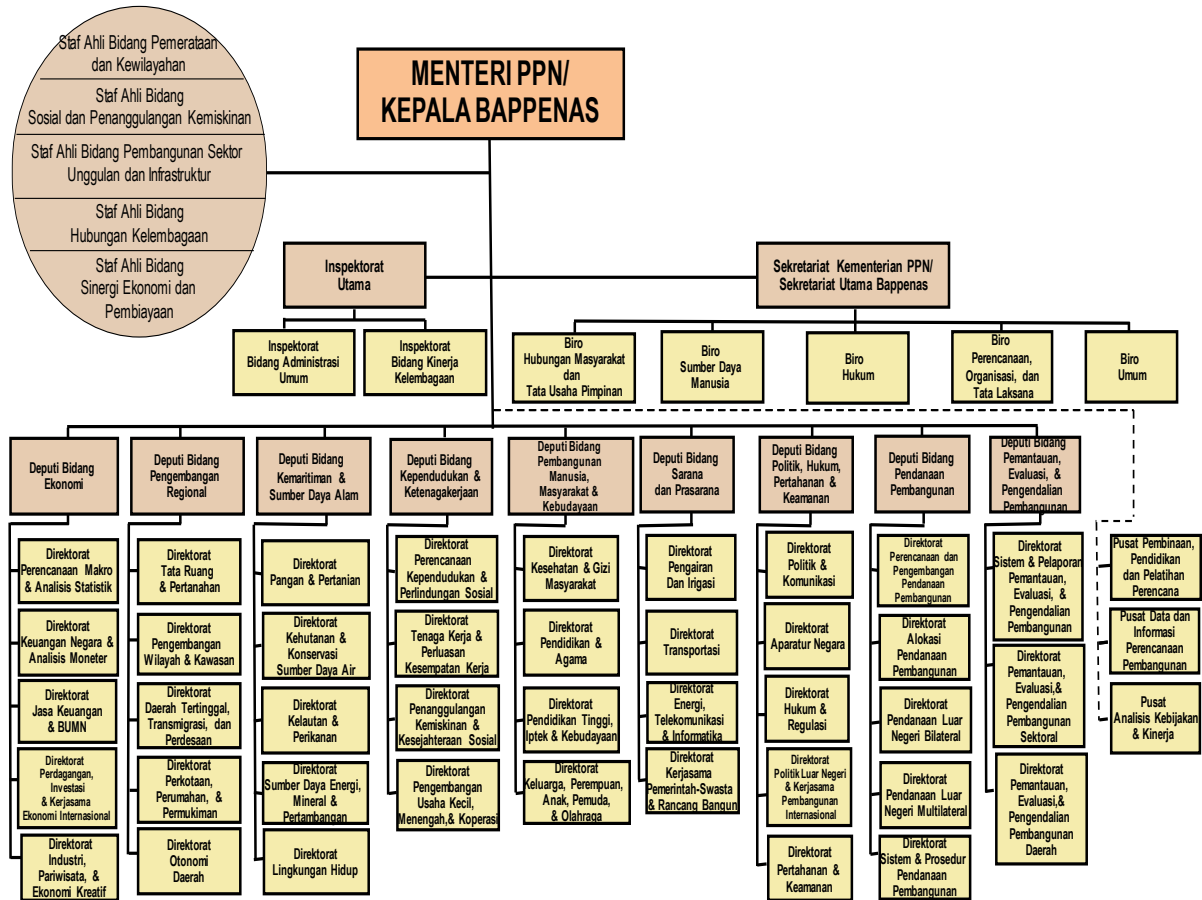 Staf Ahli Bidang Pemerataan
dan Kewilayahan
Staf Ahli Bidang
Sosial dan Penanggulangan Kemiskinan
Staf Ahli Bidang Pembangunan Sektor
Unggulan dan Infrastruktur
Staf Ahli Bidang
Hubungan Kelembagaan
Staf Ahli Bidang
Sinergi Ekonomi dan
Pembiayaan
MENTERI PPN/
KEPALA BAPPENAS
Inspektorat
Utama
Sekretariat Kementerian PPN/
Sekretariat Utama Bappenas
Inspektorat
Bidang Administrasi
Umum
Inspektorat
Bidang Kinerja
Kelembagaan
Biro
Hubungan Masyarakat
dan
Tata Usaha Pimpinan
Biro
Sumber Daya
Manusia
Biro
Hukum
Biro
Perencanaan,
Organisasi, dan
Tata Laksana
Biro
Umum
Deputi Bidang
Ekonomi
Direktorat
Perencanaan Makro
& Analisis Statistik
Direktorat
Keuangan Negara &
Analisis Moneter
Direktorat
Jasa Keuangan
& BUMN
Direktorat
Perdagangan,
Investasi
& Kerjasama
Ekonomi Internasional
Direktorat
Industri,
Pariwisata, &
Ekonomi Kreatif
Deputi Bidang
Pengembangan
Regional
Direktorat
Tata Ruang
& Pertanahan
Direktorat
Pengembangan
Wilayah & Kawasan
Direktorat
Daerah Tertinggal,
Transmigrasi, dan
Perdesaan
Direktorat
Perkotaan,
Perumahan, &
Permukiman
Direktorat
Otonomi
Daerah
Deputi Bidang
Kemaritiman
& Sumber Daya Alam
Direktorat
Pangan & Pertanian
Direktorat
Kehutanan &
Konservasi
Sumber Daya Air
Direktorat
Kelautan &
Perikanan
Direktorat
Sumber Daya Energi,
Mineral &
Pertambangan
Direktorat
Lingkungan Hidup
Deputi Bidang
Kependudukan &
Ketenagakerjaan
Direktorat
Perencanaan
Kependudukan &
Perlindungan Sosial
Direktorat
Tenaga Kerja &
Perluasan
Kesempatan Kerja
Direktorat
Penanggulangan
Kemiskinan &
Kesejahteraan Sosial
Direktorat
Pengembangan
Usaha Kecil,
Menengah,& Koperasi
Deputi Bidang
Pembangunan
Manusia,
Masyarakat &
Kebudayaan
Direktorat
Kesehatan & Gizi
Masyarakat
Direktorat
Pendidikan &
Agama
Direktorat
Pendidikan Tinggi,
Iptek & Kebudayaan
Direktorat
Keluarga, Perempuan,
Anak, Pemuda,
& Olahraga
Deputi Bidang
Sarana
dan Prasarana
Direktorat
Pengairan
Dan Irigasi
Direktorat
Transportasi
Direktorat
Energi,
Telekomunikasi
& Informatika
Direktorat
Kerjasama
Pemerintah-Swasta
& Rancang Bangun
Deputi Bidang
Politik, Hukum,
Pertahanan &
Keamanan
Direktorat
Politik &
Komunikasi
Direktorat
Aparatur Negara
Direktorat
Hukum &
Regulasi
Direktorat
Politik Luar Negeri
& Kerjasama
Pembangunan
Internasional
Direktorat
Pertahanan &
Keamanan
Deputi Bidang
Pendanaan
Pembangunan
Direktorat
Perencanaan dan
Pengembangan
Pendanaan
Pembangunan
Direktorat
Alokasi
Pendanaan
Pembangunan
Direktorat
Pendanaan Luar
Negeri Bilateral
Direktorat
Pendanaan Luar
Negeri Multilateral
Direktorat
Sistem & Prosedur
Pendanaan
Pembangunan
Deputi Bidang
Pemantauan,
Evaluasi, &
Pengendalian
Pembangunan
Direktorat
Sistem & Pelaporan
Pemantauan,
Evaluasi, &
Pengendalian
Pembangunan
Direktorat
Pemantauan,
Evaluasi,&
Pengendalian
Pembangunan
Sektoral
Direktorat
Pemantauan,
Evaluasi,&
Pengendalian
Pembangunan
Daerah
Pusat Pembinaan,
Pendidikan
dan Pelatihan
Perencana
Pusat Data dan
Informasi
Perencanaan
Pembangunan
Pusat
Analisis Kebijakan
& Kinerja